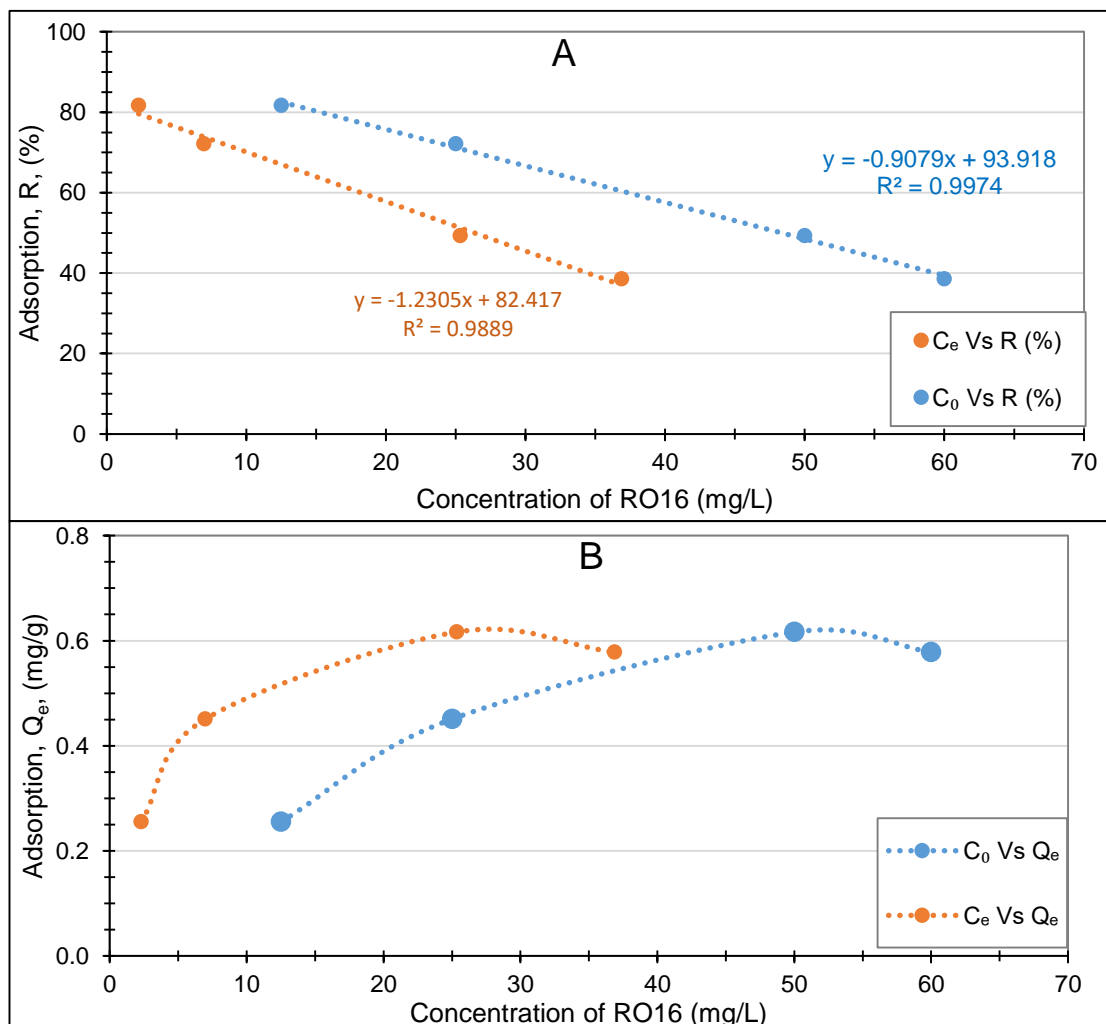 A
100
80
60
40
20
0
Adsorption, R, (%)
y = -0.9079x + 93.918
R² = 0.9974
y = -1.2305x + 82.417
R² = 0.9889
Cₑ Vs R (%)
C₀ Vs R (%)
0 10 20 30 40 50 60 70
Concentration of RO16 (mg/L)
B
0.8
0.6
0.4
0.2
0.0
Adsorption, Qₑ, (mg/g)
C₀ Vs Qₑ
Cₑ Vs Qₑ
0 10 20 30 40 50 60 70
Concentration of RO16 (mg/L)